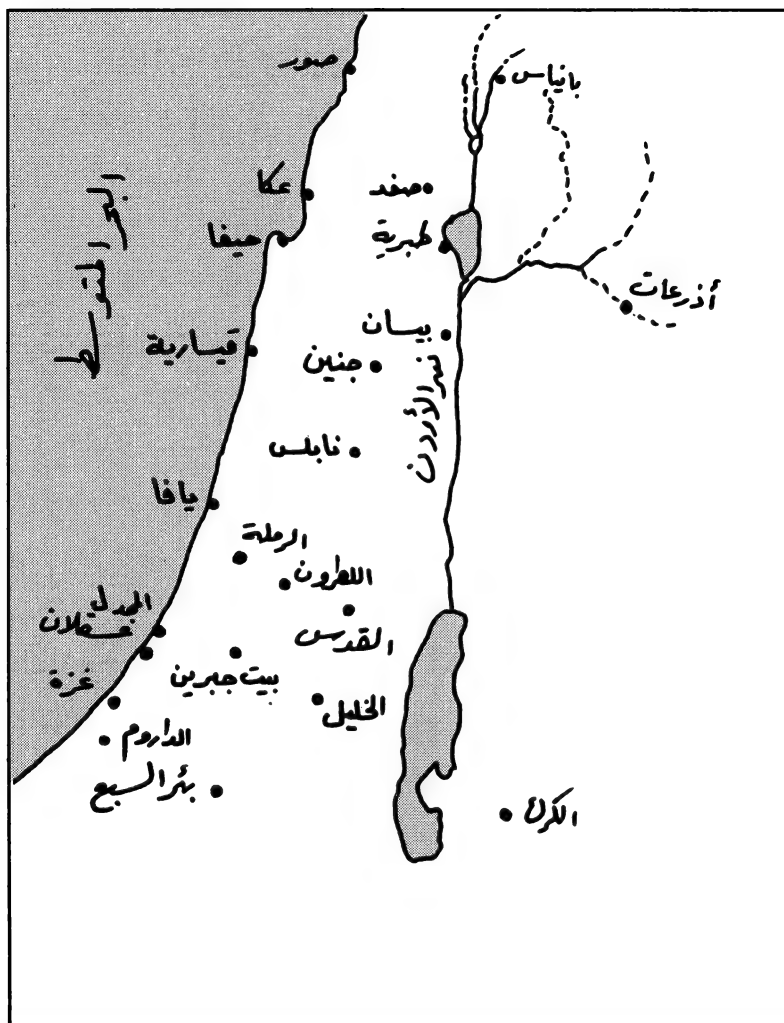 صور
بانياس
عكا
صفد
البحر المتوسط
حيفا
طبرية
أذرعات
بيسان
قيسارية
جنين
نهر الأردن
نابلس
يافا
الرملة
اللطرون
المجدل
عسقلان
القدس
بيت جبرين
غزة
الخليل
الداروم
بئر السبع
الكرك